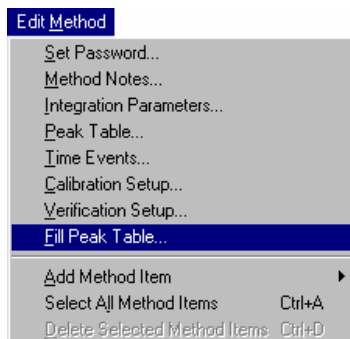 Edit Method
Set Password...
Method Notes...
Integration Parameters...
Peak Table...
Time Events...
Calibration Setup...
Verification Setup...
Fill Peak Table...
Add Method Item
Select All Method Items Ctrl+A
Delete Selected Method Items Ctrl+D